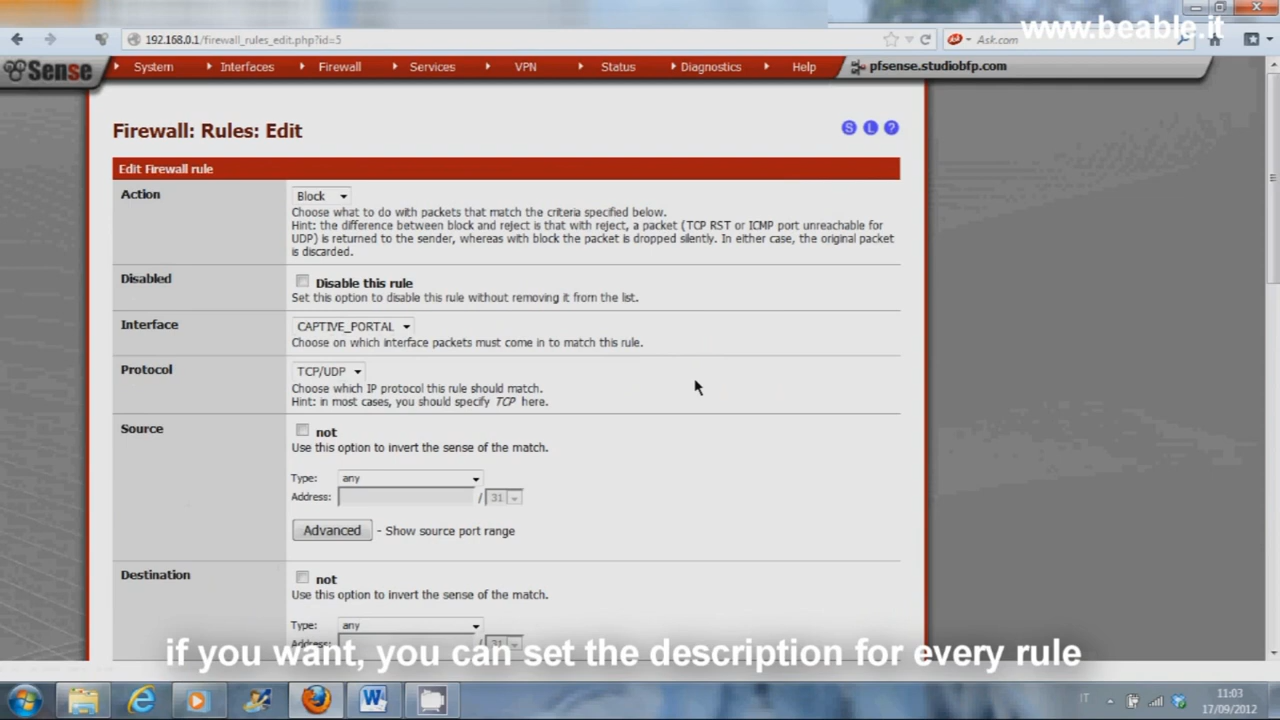 www.beable.it
192.168.0.1/firewall_rules_edit.php?id=5
Ask.com
Sense
System
Interfaces
Firewall
Services
VPN
Status
Diagnostics
Help
pfsense.studiobfp.com
Firewall: Rules: Edit
S L ?
Edit Firewall rule
Action
Block
Choose what to do with packets that match the criteria specified below.
Hint: the difference between block and reject is that with reject, a packet (TCP RST or ICMP port unreachable for
UDP) is returned to the sender, whereas with block the packet is dropped silently. In either case, the original packet
is discarded.
Disabled
Disable this rule
Set this option to disable this rule without removing it from the list.
Interface
CAPTIVE_PORTAL
Choose on which interface packets must come in to match this rule.
Protocol
TCP/UDP
Choose which IP protocol this rule should match.
Hint: in most cases, you should specify TCP here.
Source
not
Use this option to invert the sense of the match.
Type: any
Address: / 31
Advanced - Show source port range
Destination
not
Use this option to invert the sense of the match.
Type: any
Address: / 31
if you want, you can set the description for every rule
IT
11:03
17/09/2012